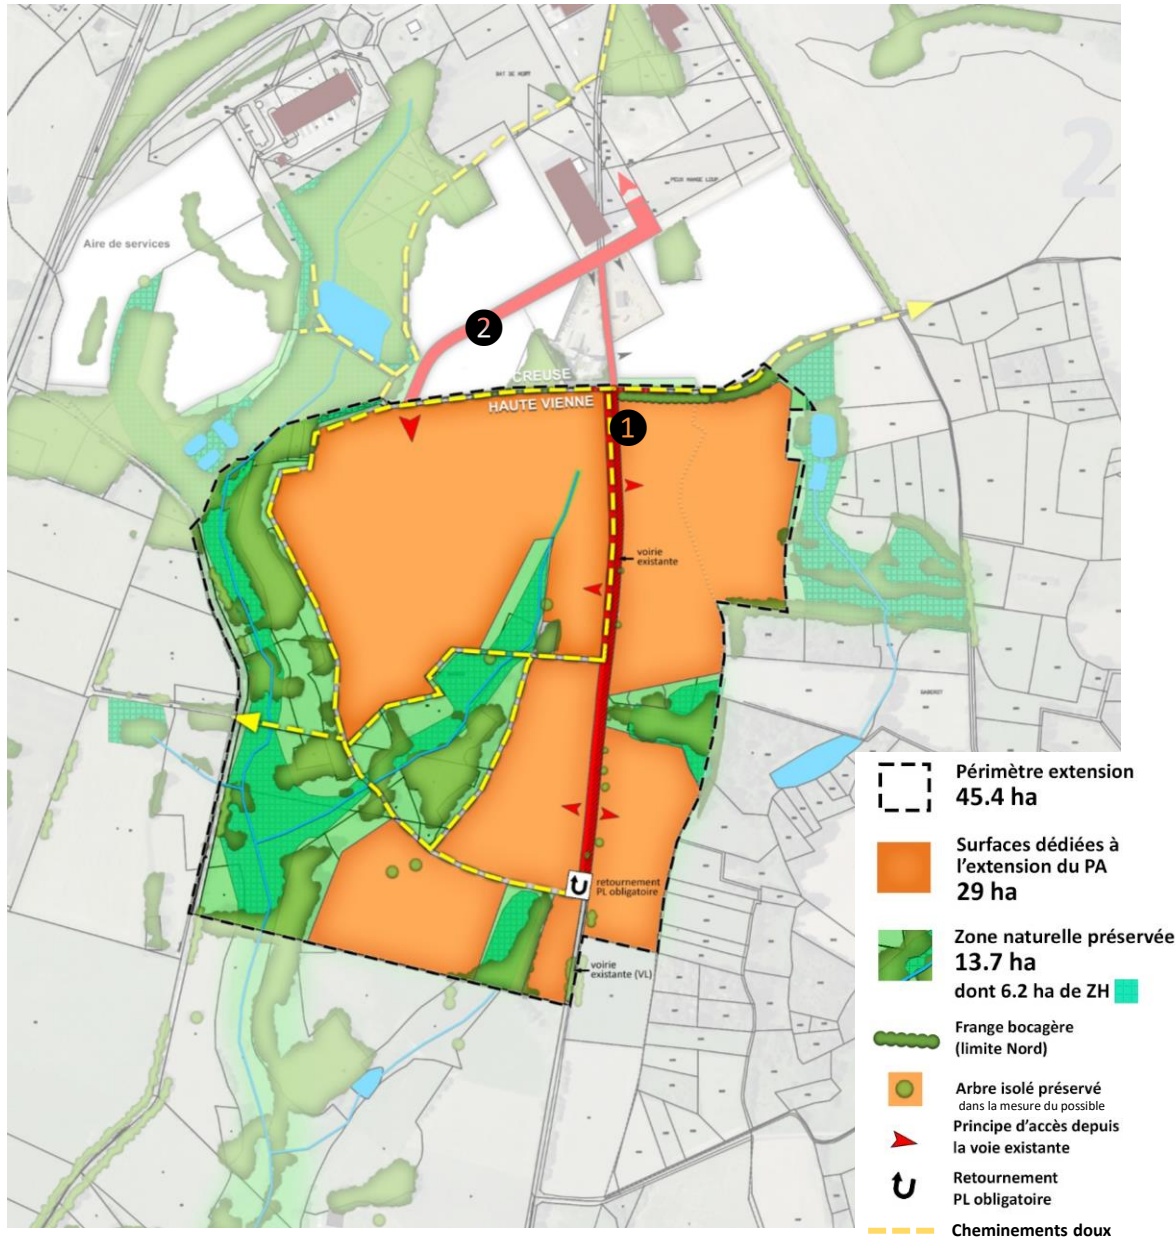 BAT DE NORT
2
PEUX MANGE LOUP
Aire de services
2
CREUSE
HAUTE VIENNE
1
voirie
existante
GABEROT
retournement
PL obligatoire
voirie
existante (VL)
Périmètre extension
45.4 ha
Surfaces dédiées à
l’extension du PA
29 ha
Zone naturelle préservée
13.7 ha
dont 6.2 ha de ZH
Frange bocagère
(limite Nord)
Arbre isolé préservé
dans la mesure du possible
Principe d’accès depuis
la voie existante
Retournement
PL obligatoire
Cheminements doux